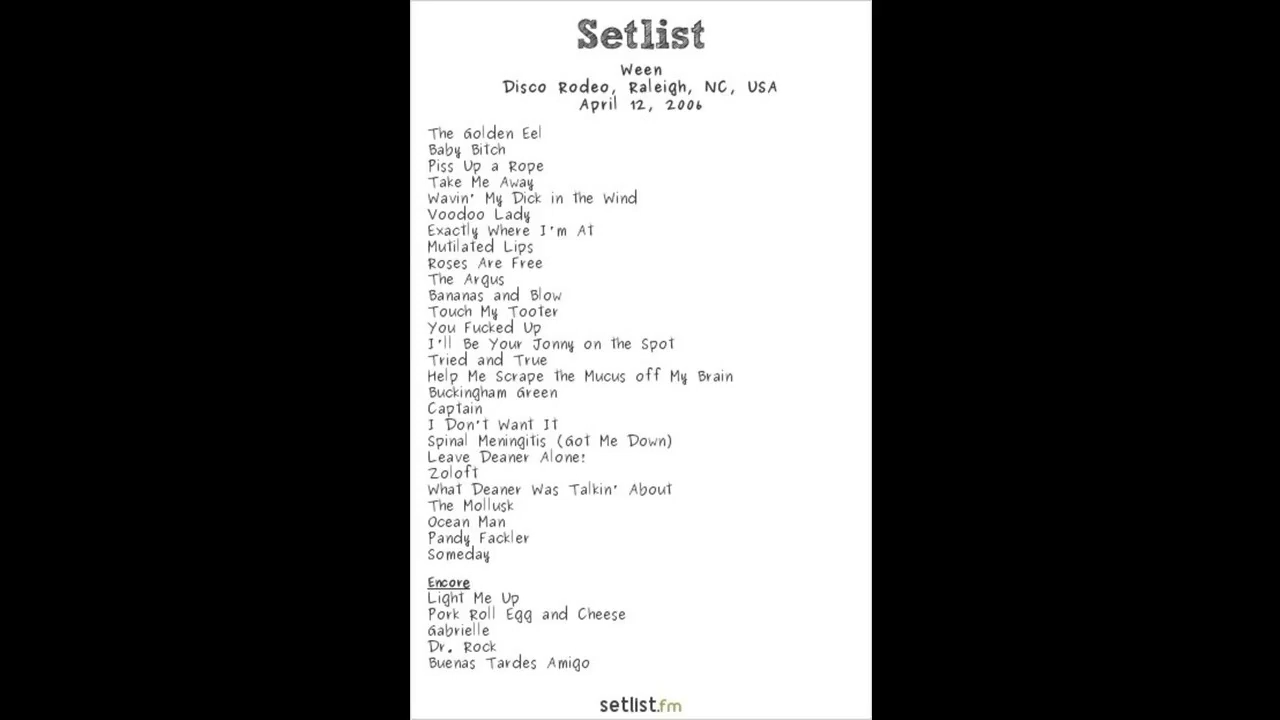 Setlist
Ween
Disco Rodeo, Raleigh, NC, USA
April 12, 2006
The Golden Eel
Baby Bitch
Piss Up a Rope
Take Me Away
Wavin' My Dick in the Wind
Voodoo Lady
Exactly Where I'm At
Mutilated Lips
Roses Are Free
The Argus
Bananas and Blow
Touch My Tooter
You Fucked Up
I'll Be Your Jonny on the Spot
Tried and True
Help Me Scrape the Mucus off My Brain
Buckingham Green
Captain
I Don't Want It
Spinal Meningitis (Got Me Down)
Leave Deaner Alone!
Zoloft
What Deaner Was Talkin' About
The Mollusk
Ocean Man
Pandy Fackler
Someday
Encore
Light Me Up
Pork Roll Egg and Cheese
Gabrielle
Dr. Rock
Buenas Tardes Amigo
setlist.fm